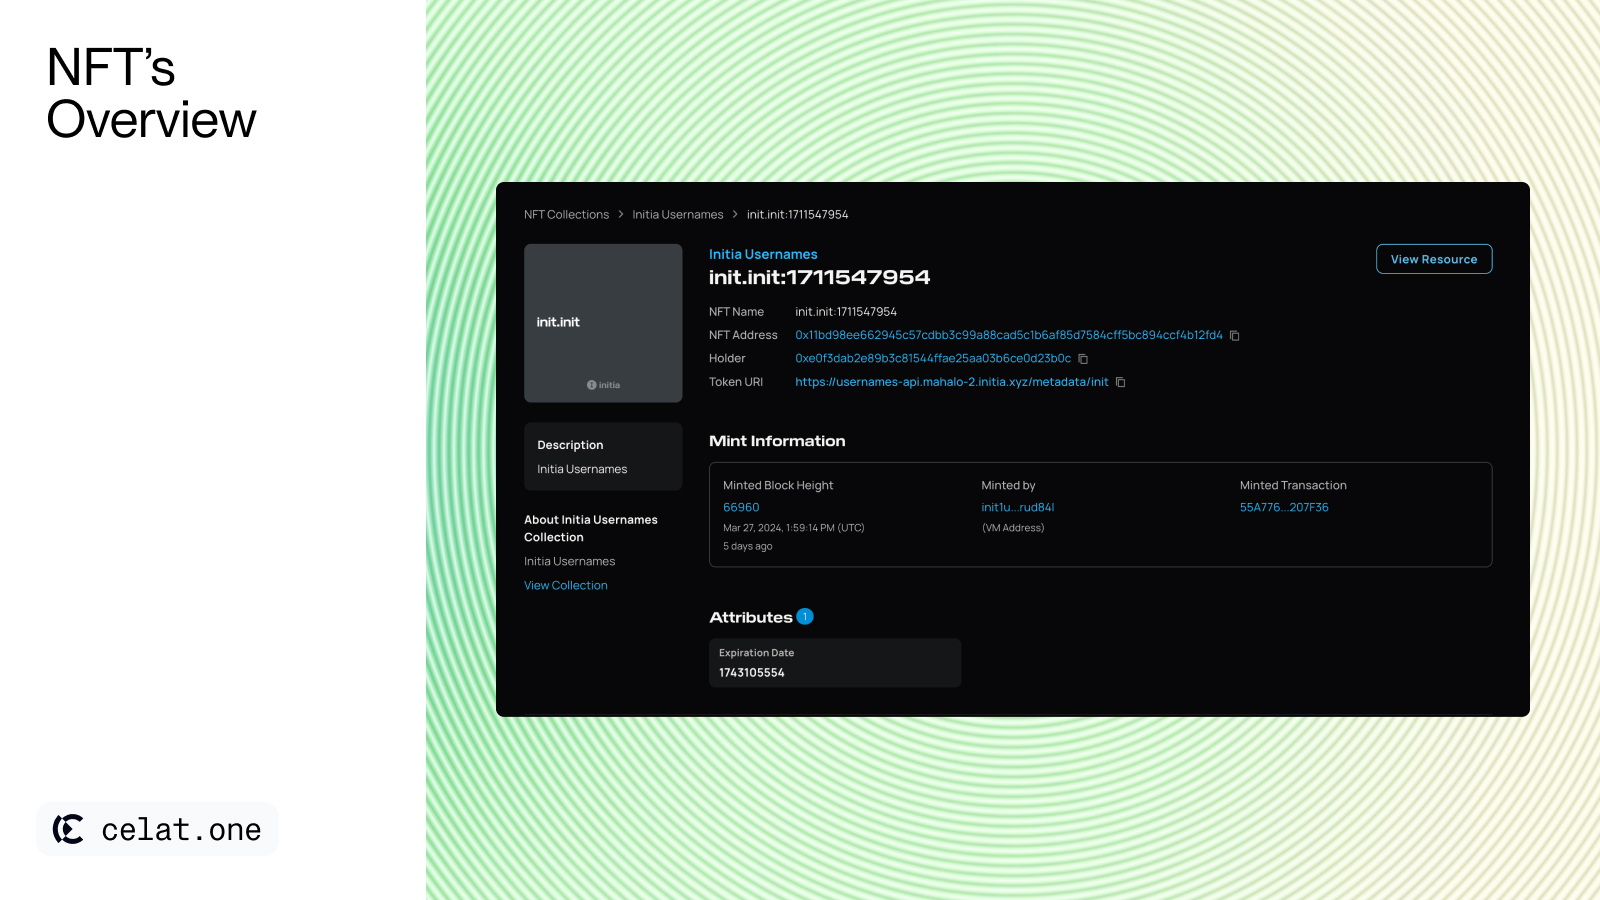 NFT’s
Overview
NFT Collections > Initia Usernames > init.init:1711547954
init.init
initia
Initia Usernames
init.init:1711547954
View Resource
NFT Name init.init:1711547954
NFT Address 0x11bd98ee662945c57cdbb3c99a88cad5c1b6af85d7584cff5bc894ccf4b12fd4
Holder 0xe0f3dab2e89b3c81544ffae25aa03b6ce0d23b0c
Token URI https://usernames-api.mahalo-2.initia.xyz/metadata/init
Description
Initia Usernames
About Initia Usernames
Collection
Initia Usernames
View Collection
Mint Information
Minted Block Height Minted by Minted Transaction
66960 init1u...rud84l 55A776...207F36
Mar 27, 2024, 1:59:14 PM (UTC) (VM Address)
5 days ago
Attributes 1
Expiration Date
1743105554
celat.one